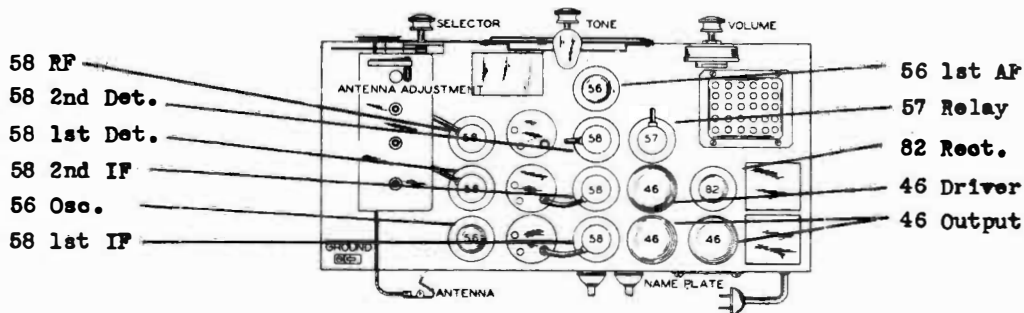 SELECTOR
TONE
VOLUME
58 RF
58 2nd Det.
58 1st Det.
58 2nd IF
56 Osc.
58 1st IF
ANTENNA ADJUSTMENT
56
58
58
57
58
58
46
82
56
58
46
46
56 1st AF
57 Relay
82 Rect.
46 Driver
46 Output
GROUND
ANTENNA
NAME PLATE